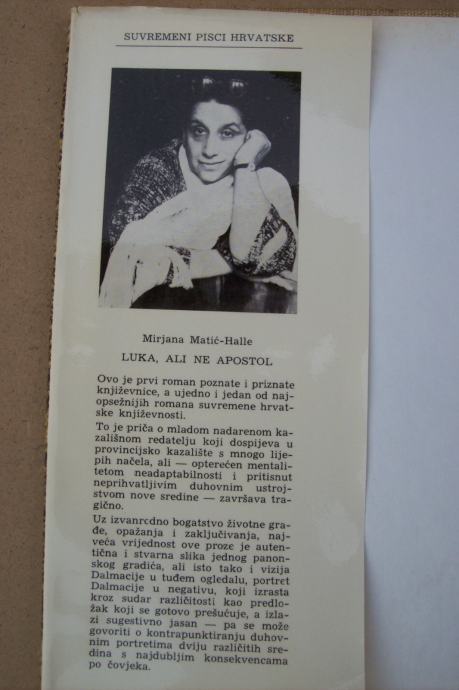 SUVREMENI PISCI HRVATSKE
Mirjana Matić-Halle
LUKA, ALI NE APOSTOL
Ovo je prvi roman poznate i priznate
književnice, a ujedno i jedan od naj-
opsežnijih romana suvremene hrvat-
ske književnosti.
To je priča o mladom nadarenom ka-
zališnom redatelju koji dospijeva u
provincijsko kazalište s mnogo lije-
pih načela, ali — opterećen mentali-
tetom neadaptabilnosti i pritisnut
neprihvatljivim duhovnim ustroj-
stvom nove sredine — završava tra-
gično.
Uz izvanredno bogatstvo životne gra-
đe, opažanja i zaključivanja, naj-
veća vrijednost ove proze je auten-
tična i stvarna slika jednog panon-
skog gradića, ali isto tako i vizija
Dalmacije u tuđem ogledalu, portret
Dalmacije u negativu, koji izrasta
kroz sudar različitosti kao predlo-
žak koji se gotovo prešućuje, a izla-
zi sugestivno jasan — pa se može
govoriti o kontrapunktiranju duhov-
nim portretima dviju različitih sre-
dina s najdubljim konsekvencama
po čovjeka.